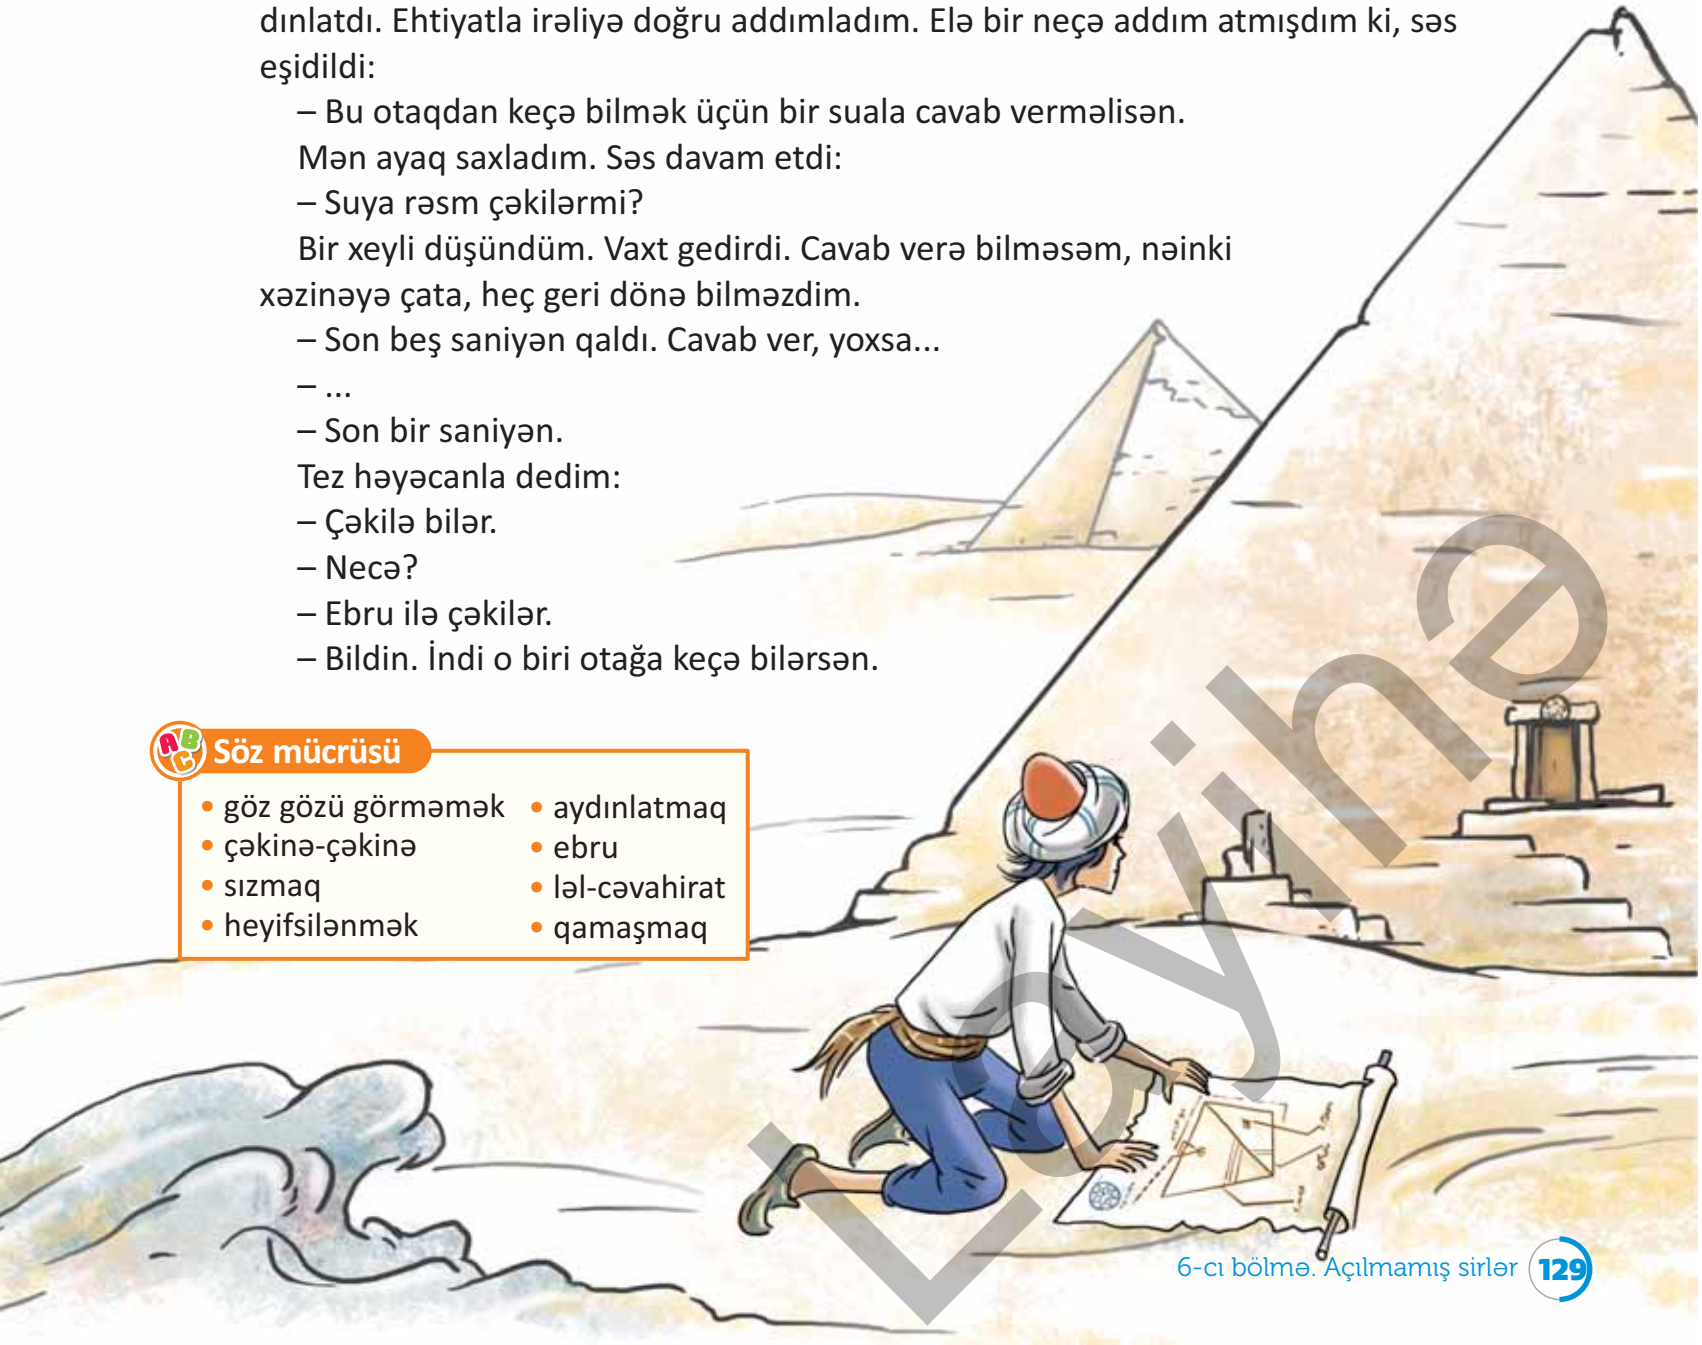 dınlatdı. Ehtiyatla irəliyə doğru addımladım. Elə bir neçə addım atmışdım ki, səs
eşidildi:
– Bu otaqdan keçə bilmək üçün bir suala cavab verməlisən.
Mən ayaq saxladım. Səs davam etdi:
– Suya rəsm çəkilərmi?
Bir xeyli düşündüm. Vaxt gedirdi. Cavab verə bilməsəm, nəinki
xəzinəyə çata, heç geri dönə bilməzdim.
– Son beş saniyən qaldı. Cavab ver, yoxsa...
– ...
– Son bir saniyən.
Tez həyəcanla dedim:
– Çəkilə bilər.
– Necə?
– Ebru ilə çəkilər.
– Bildin. İndi o biri otağa keçə bilərsən.
ABC Söz mücrüsü
• göz gözü görməmək
• çəkinə-çəkinə
• sızmaq
• heyifsilənmək
• aydınlatmaq
• ebru
• ləl-cəvahirat
• qamaşmaq
Layihə
6-cı bölmə. Açılmamış sirlər 129